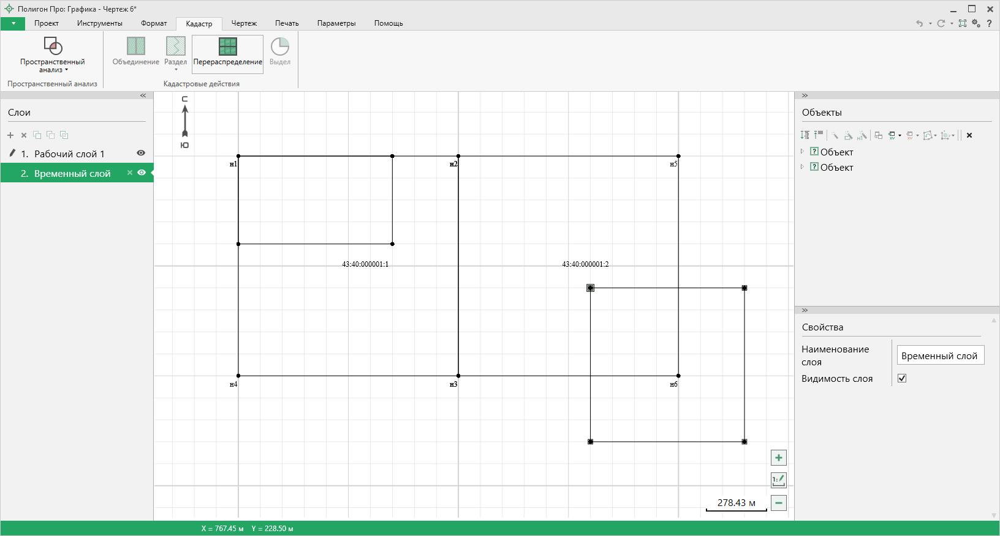 Полигон Про: Графика - Чертеж 6*
Проект Инструменты Формат Кадастр Чертеж Печать Параметры Помощь
Пространственный анализ
Объединение
Раздел
Перераспределение
Выдел
Пространственный анализ
Кадастровые действия
Слои
1. Рабочий слой 1
2. Временный слой
С
Ю
н1
н2
н5
43:40:000001:1
43:40:000001:2
н4
н3
н6
1:
278.43 м
Объекты
Объект
Объект
Свойства
Наименование слоя
Временный слой
Видимость слоя
X = 767.45 м Y = 228.50 м